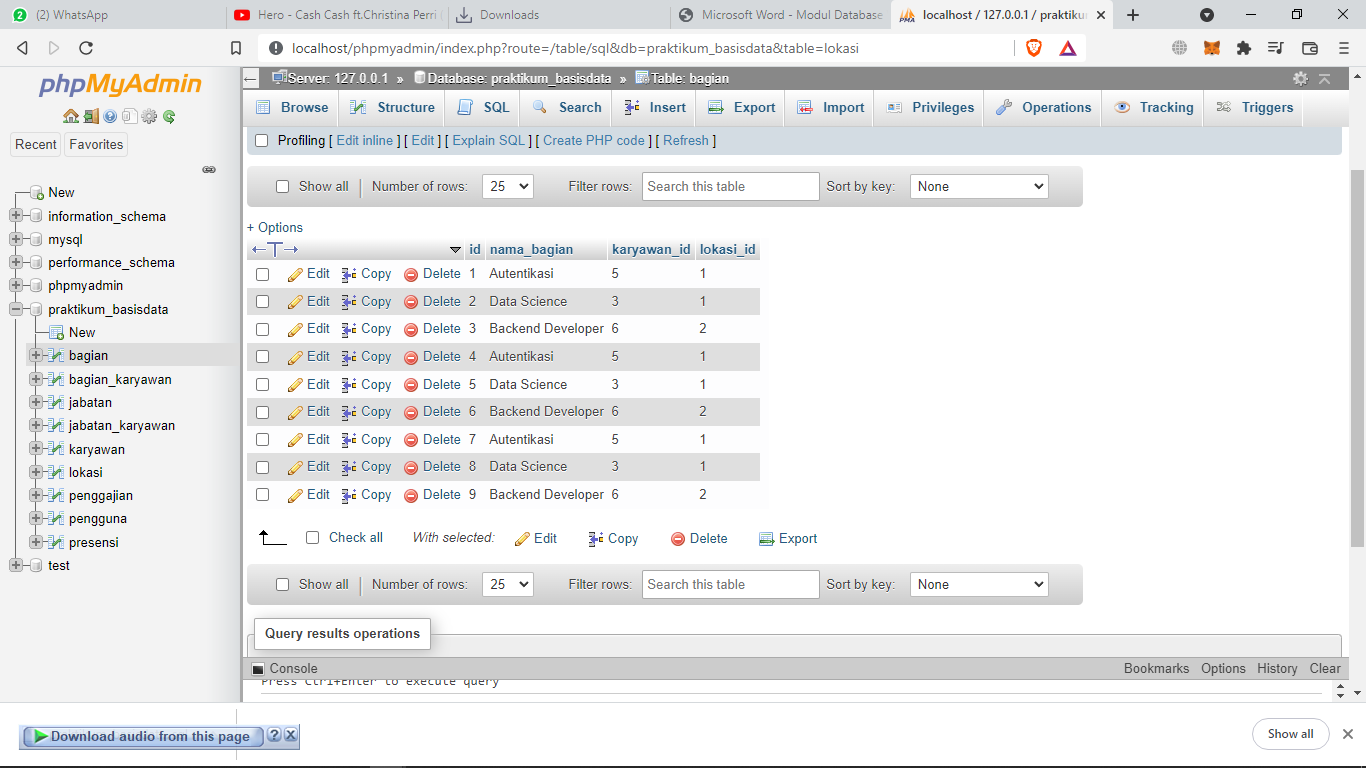 (2) WhatsApp
Hero - Cash Cash ft.Christina Perri
Downloads
Microsoft Word - Modul Database
localhost / 127.0.0.1 / praktiku
localhost/phpmyadmin/index.php?route=/table/sql&db=praktikum_basisdata&table=lokasi
phpMyAdmin
Recent
Favorites
New
information_schema
mysql
performance_schema
phpmyadmin
praktikum_basisdata
New
bagian
bagian_karyawan
jabatan
jabatan_karyawan
karyawan
lokasi
penggajian
pengguna
presensi
test
Server: 127.0.0.1 » Database: praktikum_basisdata » Table: bagian
Browse Structure SQL Search Insert Export Import Privileges Operations Tracking Triggers
Profiling [ Edit inline ] [ Edit ] [ Explain SQL ] [ Create PHP code ] [ Refresh ]
Show all Number of rows: 25 Filter rows: Search this table Sort by key: None
+ Options
id nama_bagian karyawan_id lokasi_id
Edit Copy Delete 1 Autentikasi 5 1
Edit Copy Delete 2 Data Science 3 1
Edit Copy Delete 3 Backend Developer 6 2
Edit Copy Delete 4 Autentikasi 5 1
Edit Copy Delete 5 Data Science 3 1
Edit Copy Delete 6 Backend Developer 6 2
Edit Copy Delete 7 Autentikasi 5 1
Edit Copy Delete 8 Data Science 3 1
Edit Copy Delete 9 Backend Developer 6 2
Check all With selected: Edit Copy Delete Export
Show all Number of rows: 25 Filter rows: Search this table Sort by key: None
Query results operations
Console Bookmarks Options History Clear
Press Ctrl+Enter to execute query
Download audio from this page ? X
Show all